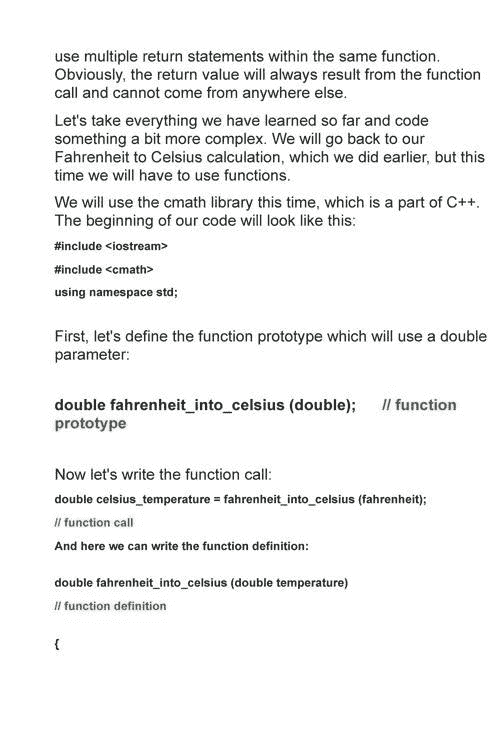 use multiple return statements within the same function.
Obviously, the return value will always result from the function
call and cannot come from anywhere else.
Let's take everything we have learned so far and code
something a bit more complex. We will go back to our
Fahrenheit to Celsius calculation, which we did earlier, but this
time we will have to use functions.
We will use the cmath library this time, which is a part of C++.
The beginning of our code will look like this:
#include <iostream>
#include <cmath>
using namespace std;
First, let's define the function prototype which will use a double
parameter:
double fahrenheit_into_celsius (double); // function
prototype
Now let's write the function call:
double celsius_temperature = fahrenheit_into_celsius (fahrenheit);
// function call
And here we can write the function definition:
double fahrenheit_into_celsius (double temperature)
// function definition
{